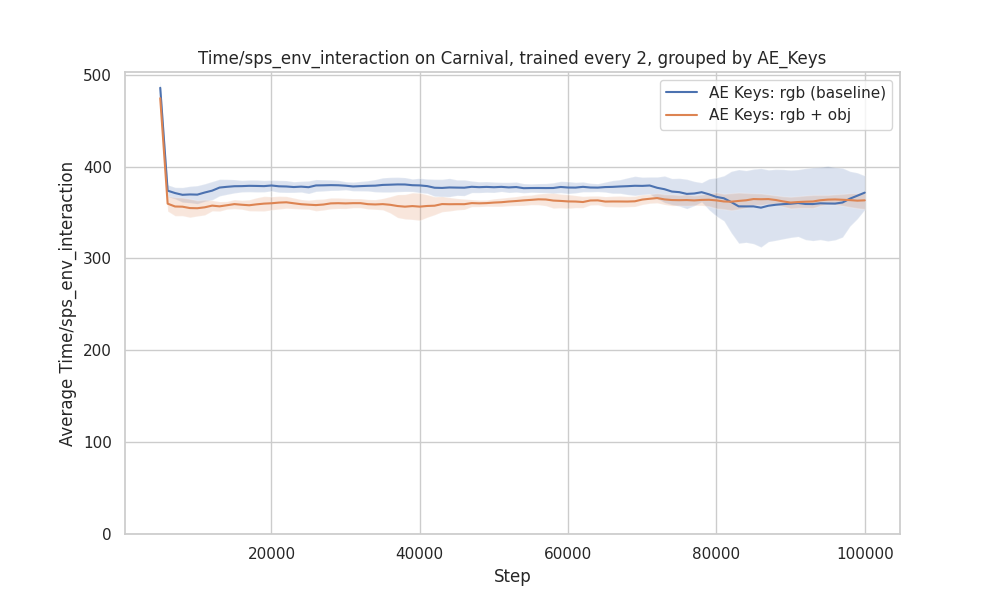 Time/sps_env_interaction on Carnival, trained every 2, grouped by AE_Keys
AE Keys: rgb (baseline)
AE Keys: rgb + obj
Average Time/sps_env_interaction
500
400
300
200
100
0
20000
40000
60000
80000
100000
Step